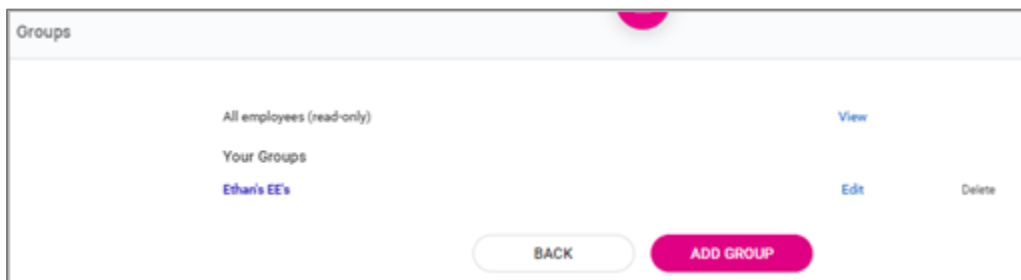 Groups
All employees (read-only) View
Your Groups
Ethan's EE's Edit Delete
BACK ADD GROUP